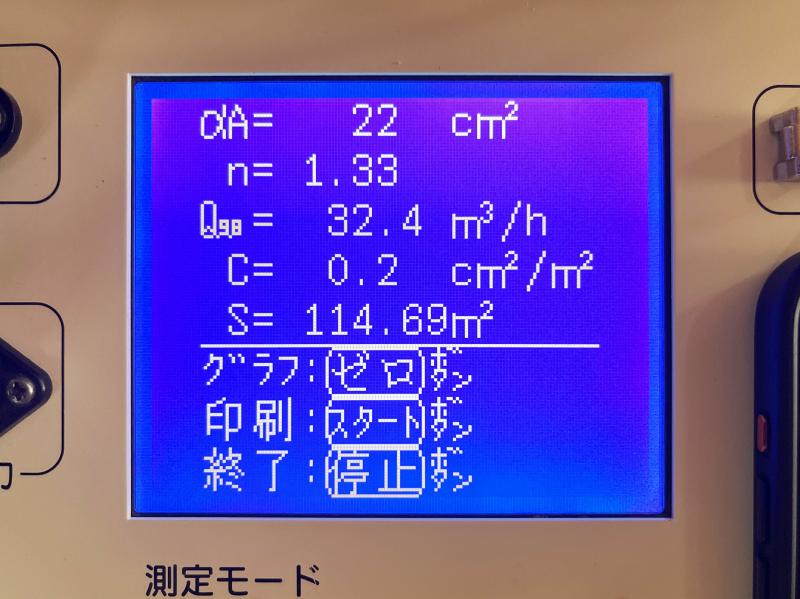 αA= 22 cm²
n= 1.33
Q₉.₈= 32.4 m³/h
C= 0.2 cm²/m²
S= 114.69m²
グラフ:(ゼロ)ボタン
印刷:(スタート)ボタン
終了:(停止)ボタン
測定モード